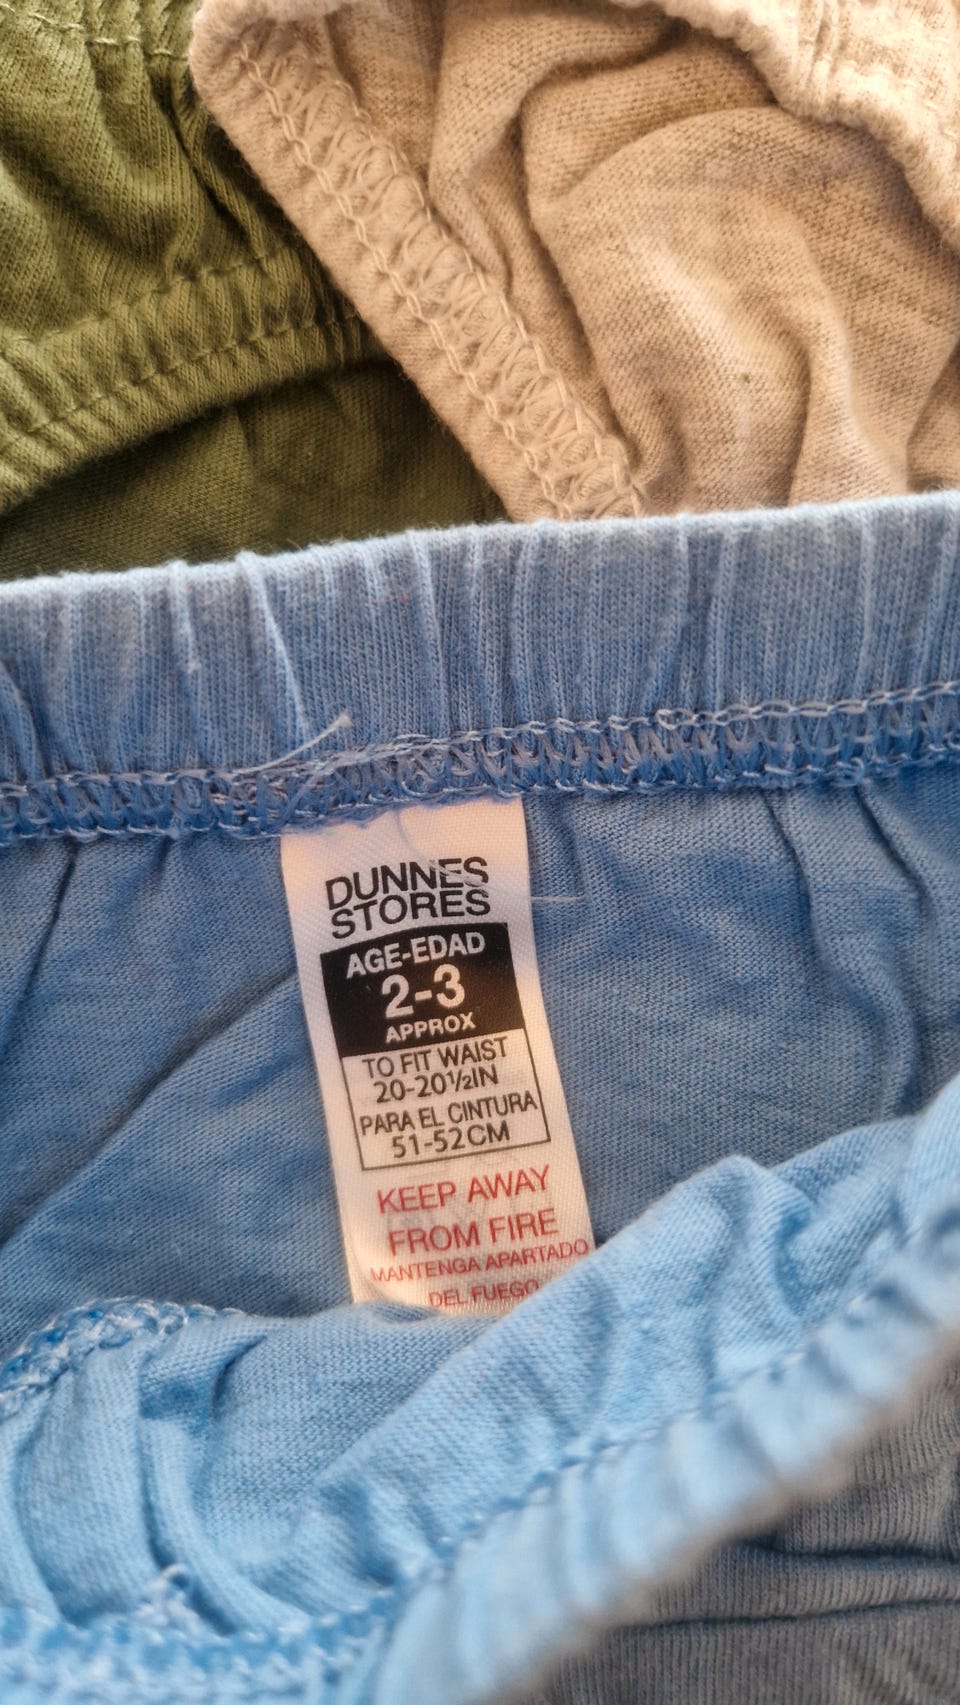 DUNNES
STORES
AGE-EDAD
2-3
APPROX
TO FIT WAIST
20-20½IN
PARA EL CINTURA
51-52CM
KEEP AWAY
FROM FIRE
MANTENGA APARTADO
DEL FUEGO